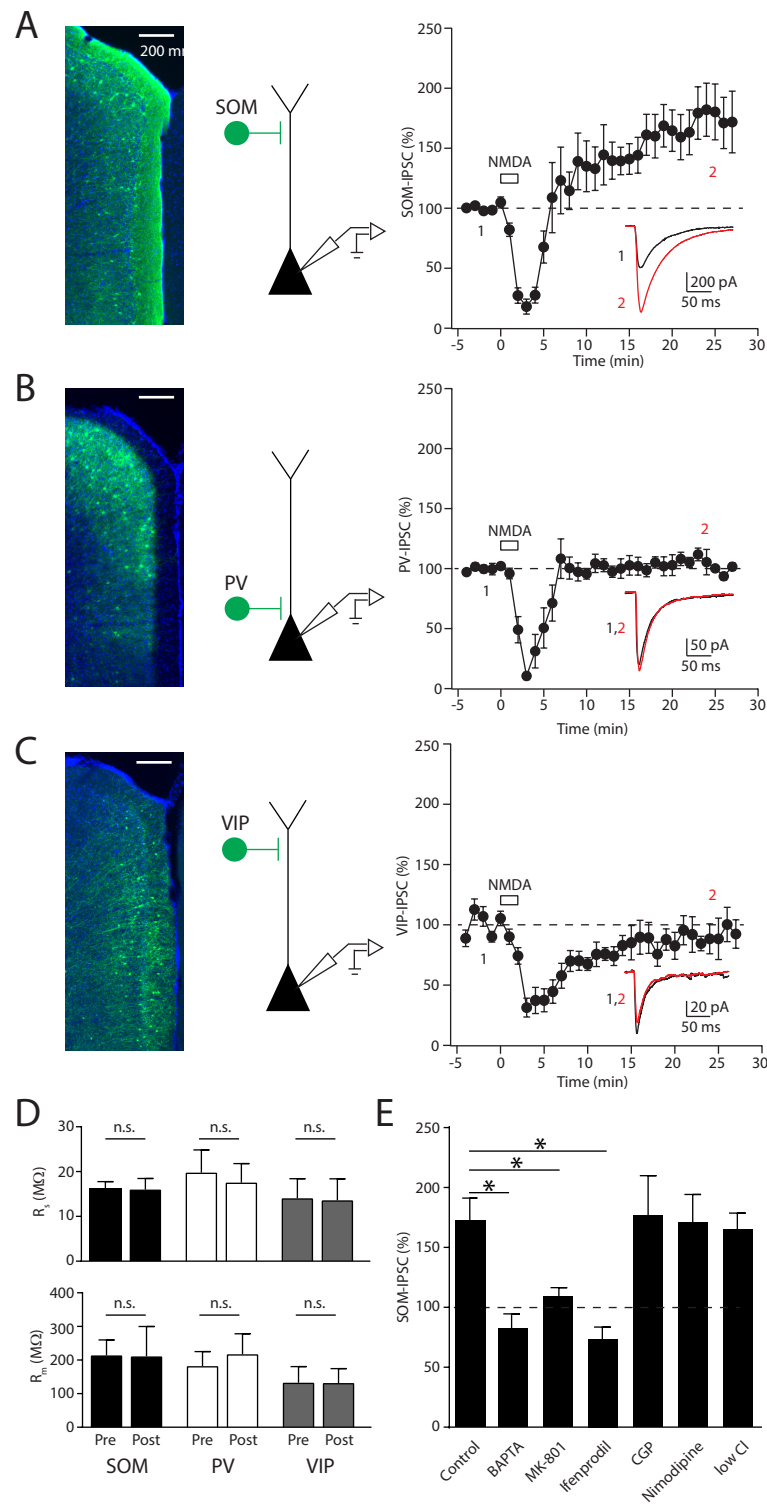 A
200 m
SOM
250
200
150
100
50
0
SOM-IPSC (%)
NMDA
1
2
1
2
200 pA
50 ms
-5 0 5 10 15 20 25 30
Time (min)
B
PV
250
200
150
100
50
0
PV-IPSC (%)
NMDA
1
2
1,2
50 pA
50 ms
-5 0 5 10 15 20 25 30
Time (min)
C
VIP
250
200
150
100
50
0
VIP-IPSC (%)
NMDA
1
2
1,2
20 pA
50 ms
-5 0 5 10 15 20 25 30
Time (min)
D
n.s. n.s. n.s.
30
20
10
0
Rs (MΩ)
n.s. n.s. n.s.
400
300
200
100
0
Rm (MΩ)
Pre Post Pre Post Pre Post
SOM PV VIP
E
250
200
150
100
50
0
SOM-IPSC (%)
*
*
*
Control BAPTA MK-801 Ifenprodil CGP Nimodipine low Cl